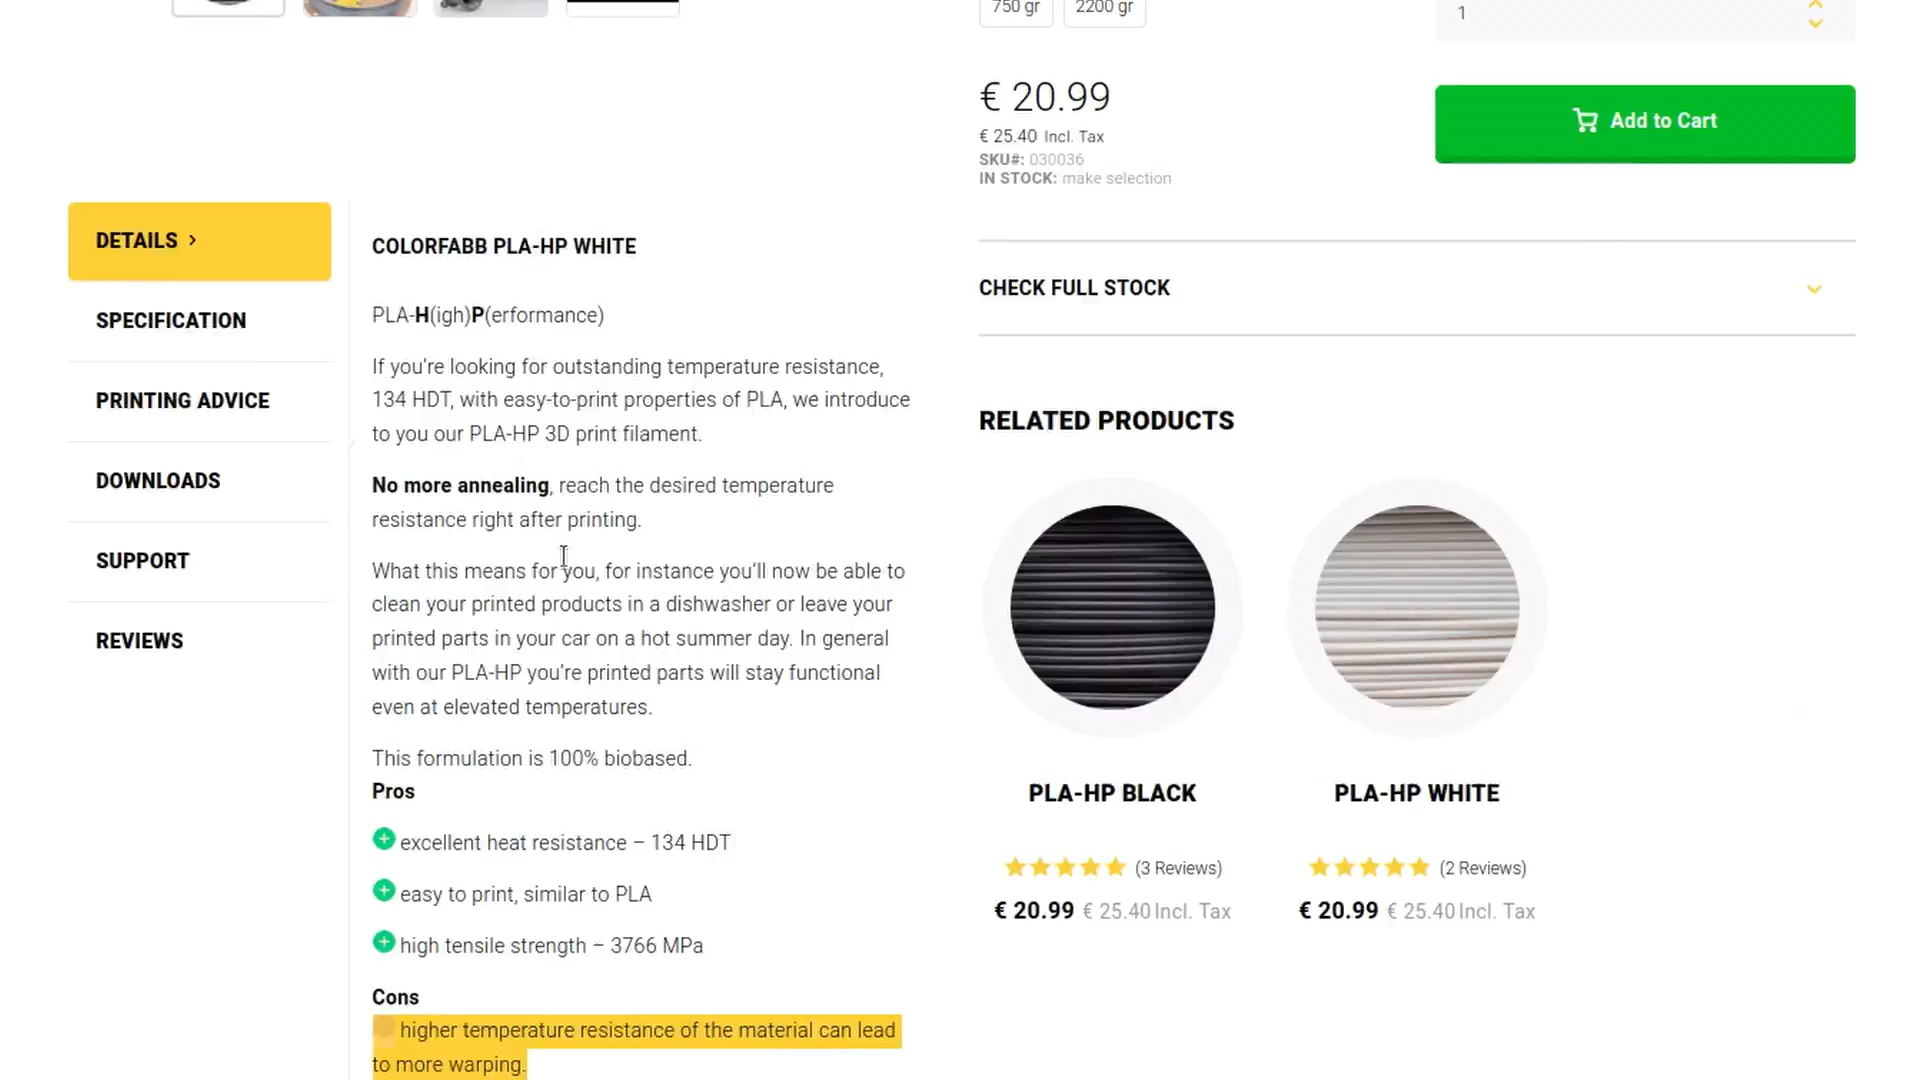 750 gr
2200 gr
1
€ 20.99
€ 25.40 Incl. Tax
SKU#: 030036
IN STOCK: make selection
Add to Cart
DETAILS
SPECIFICATION
PRINTING ADVICE
DOWNLOADS
SUPPORT
REVIEWS
COLORFABB PLA-HP WHITE
PLA-H(igh)P(erformance)
If you're looking for outstanding temperature resistance,
134 HDT, with easy-to-print properties of PLA, we introduce
to you our PLA-HP 3D print filament.
No more annealing, reach the desired temperature
resistance right after printing.
What this means for you, for instance you'll now be able to
clean your printed products in a dishwasher or leave your
printed parts in your car on a hot summer day. In general
with our PLA-HP you're printed parts will stay functional
even at elevated temperatures.
This formulation is 100% biobased.
Pros
excellent heat resistance – 134 HDT
easy to print, similar to PLA
high tensile strength – 3766 MPa
Cons
higher temperature resistance of the material can lead
to more warping.
CHECK FULL STOCK
RELATED PRODUCTS
PLA-HP BLACK
(3 Reviews)
€ 20.99 € 25.40 Incl. Tax
PLA-HP WHITE
(2 Reviews)
€ 20.99 € 25.40 Incl. Tax